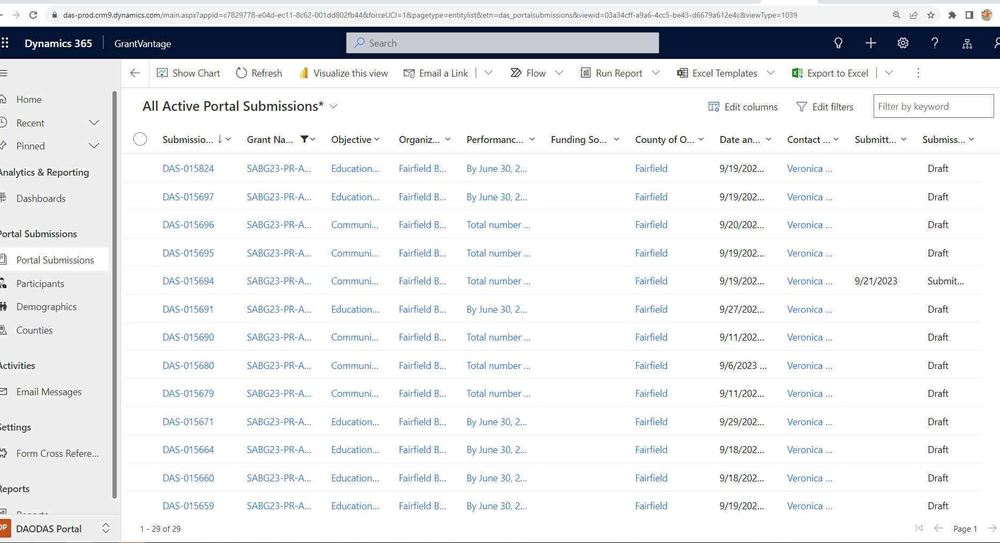 das-prod.crm9.dynamics.com/main.aspx?appid=c7829778-e04d-ec11-8c62-001dd802fb44&forceUCI=1&pagetype=entitylist&etn=das_portalsubmissions&viewid=03a34cff-a9a6-4cc5-be43-d6679a612e4c&viewType=1039
Dynamics 365 GrantVantage Search
Show Chart Refresh Visualize this view Email a Link Flow Run Report Excel Templates Export to Excel
Home
Recent
Pinned
Analytics & Reporting
Dashboards
Portal Submissions
Portal Submissions
Participants
Demographics
Counties
Activities
Email Messages
Settings
Form Cross Refere...
Reports
Reports
DP DAODAS Portal
All Active Portal Submissions* Edit columns Edit filters Filter by keyword
Submissio... Grant Na... Objective Organiz... Performanc... Funding So... County of O... Date an... Contact ... Submitt... Submiss...
DAS-015824 SABG23-PR-A... Education... Fairfield B... By June 30, 2... Fairfield 9/19/202... Veronica ... Draft
DAS-015697 SABG23-PR-A... Education... Fairfield B... By June 30, 2... Fairfield 9/19/202... Veronica ... Draft
DAS-015696 SABG23-PR-A... Communi... Fairfield B... Total number ... Fairfield 9/20/202... Veronica ... Draft
DAS-015695 SABG23-PR-A... Communi... Fairfield B... Total number ... Fairfield 9/19/202... Veronica ... Draft
DAS-015694 SABG23-PR-A... Communi... Fairfield B... Total number ... Fairfield 9/19/202... Veronica ... 9/21/2023 Submit...
DAS-015691 SABG23-PR-A... Education... Fairfield B... By June 30, 2... Fairfield 9/27/202... Veronica ... Draft
DAS-015690 SABG23-PR-A... Communi... Fairfield B... Total number ... Fairfield 9/11/202... Veronica ... Draft
DAS-015680 SABG23-PR-A... Communi... Fairfield B... Total number ... Fairfield 9/6/2023 ... Veronica ... Draft
DAS-015679 SABG23-PR-A... Communi... Fairfield B... Total number ... Fairfield 9/11/202... Veronica ... Draft
DAS-015671 SABG23-PR-A... Education... Fairfield B... By June 30, 2... Fairfield 9/29/202... Veronica ... Draft
DAS-015664 SABG23-PR-A... Education... Fairfield B... By June 30, 2... Fairfield 9/18/202... Veronica ... Draft
DAS-015660 SABG23-PR-A... Education... Fairfield B... By June 30, 2... Fairfield 9/18/202... Veronica ... Draft
DAS-015659 SABG23-PR-A... Education... Fairfield B... By June 30, 2... Fairfield 9/19/202... Veronica ... Draft
1 - 29 of 29 Page 1